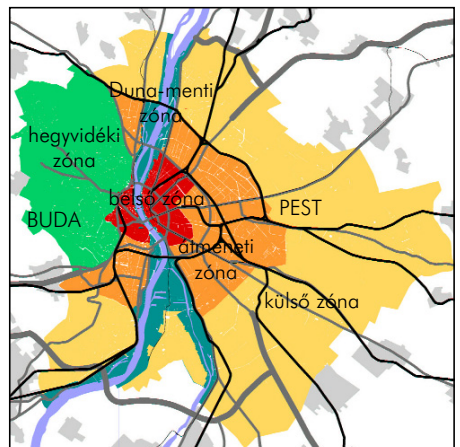 Duna-menti
zóna
hegyvidéki
zóna
belső zóna
BUDA
PEST
átmeneti
zóna
külső zóna